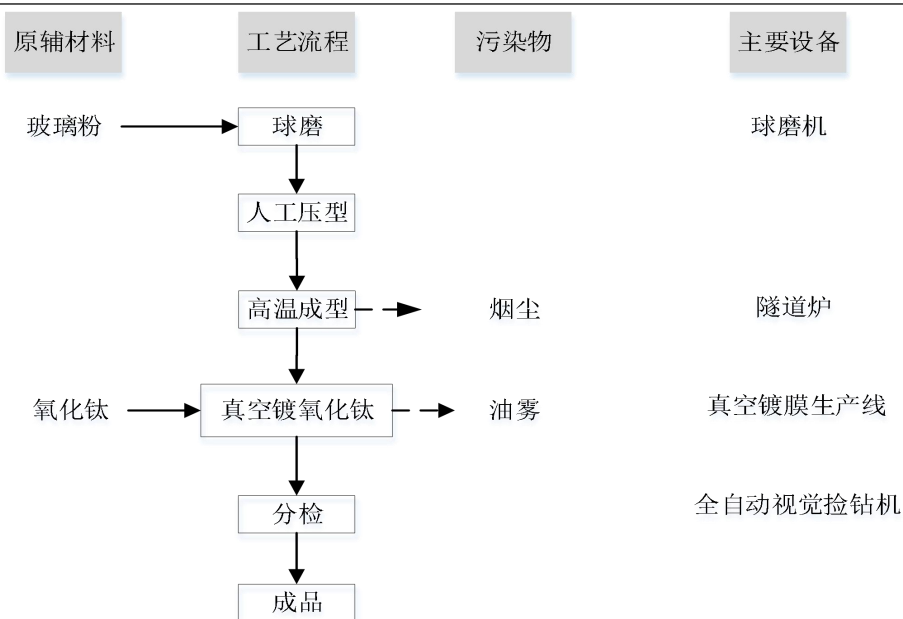 原辅材料 工艺流程 污染物 主要设备
玻璃粉 球磨 球磨机
人工压型
高温成型 烟尘 隧道炉
氧化钛 真空镀氧化钛 油雾 真空镀膜生产线
分检 全自动视觉捡钻机
成品